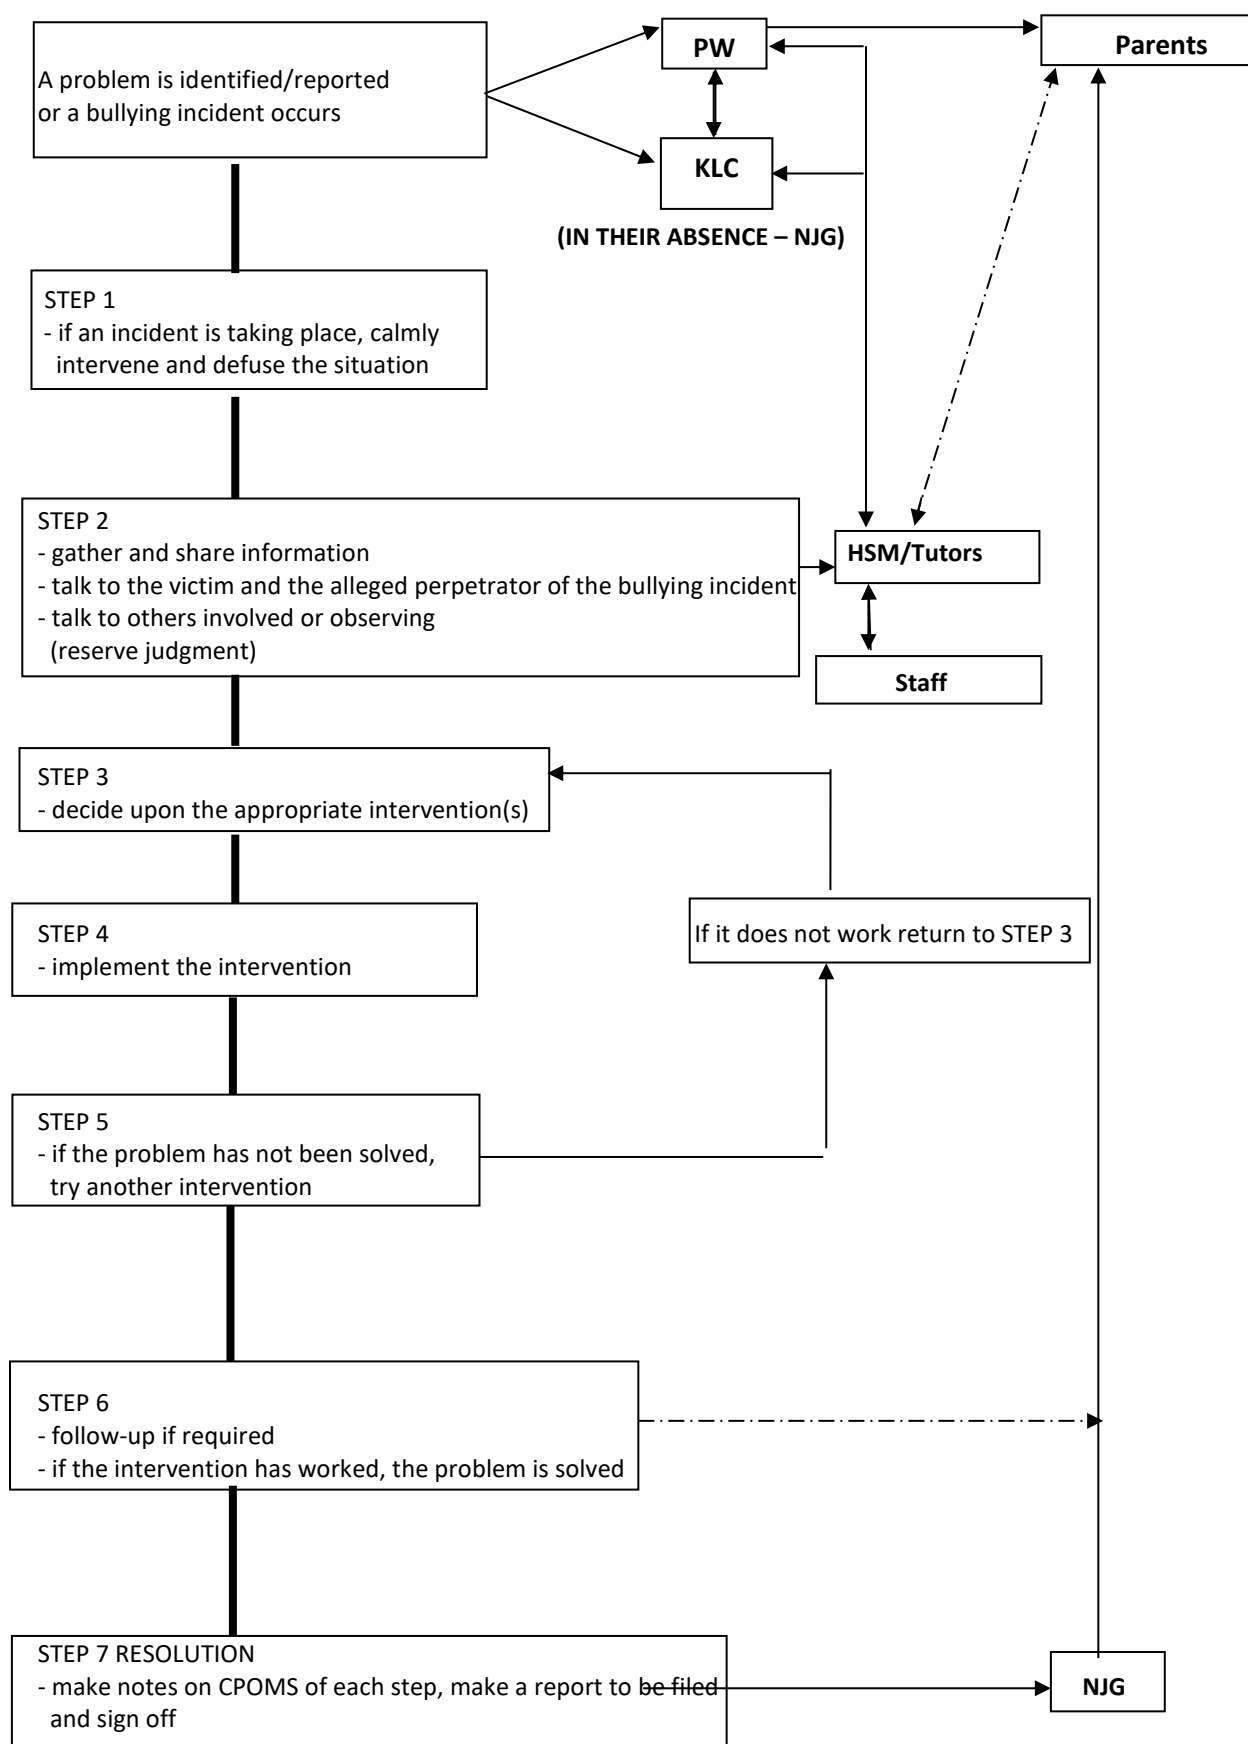 PW
Parents
A problem is identified/reported
or a bullying incident occurs
KLC
(IN THEIR ABSENCE – NJG)
STEP 1
- if an incident is taking place, calmly
intervene and defuse the situation
STEP 2
- gather and share information
- talk to the victim and the alleged perpetrator of the bullying incident
- talk to others involved or observing
(reserve judgment)
HSM/Tutors
Staff
STEP 3
- decide upon the appropriate intervention(s)
STEP 4
- implement the intervention
If it does not work return to STEP 3
STEP 5
- if the problem has not been solved,
try another intervention
STEP 6
- follow-up if required
- if the intervention has worked, the problem is solved
STEP 7 RESOLUTION
- make notes on CPOMS of each step, make a report to be filed
and sign off
NJG